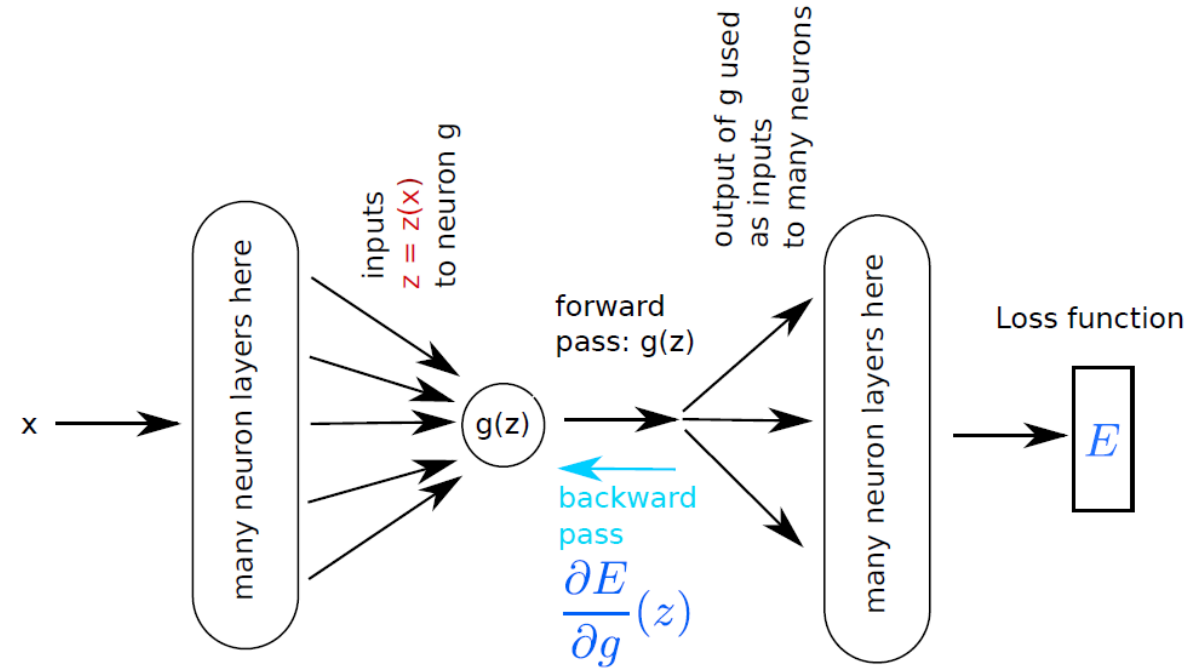 x
many neuron layers here
inputs
z = z(x)
to neuron g
g(z)
forward
pass: g(z)
backward
pass
∂E
∂g
(z)
output of g used
as inputs
to many neurons
many neuron layers here
Loss function
E